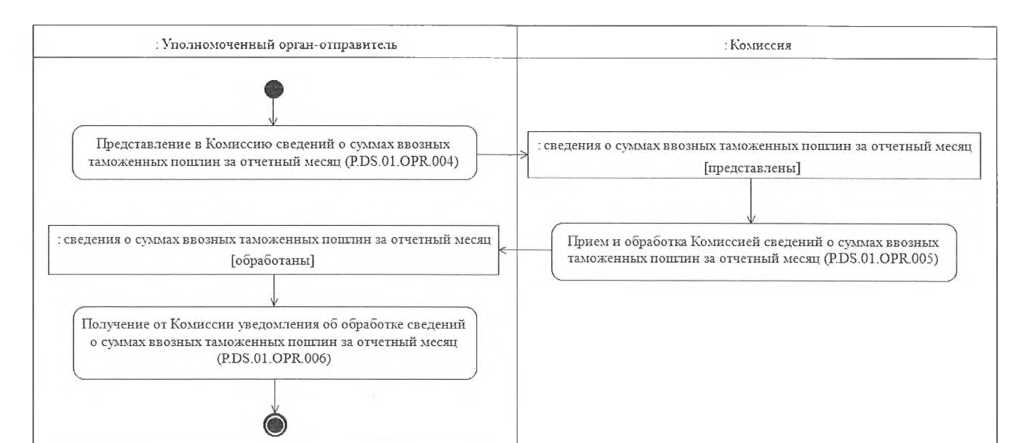 : Уполномоченный орган-отправитель
: Комиссия
Представление в Комиссию сведений о суммах ввозных
таможенных пошлин за отчетный месяц (P.DS.01.OPR.004)
: сведения о суммах ввозных таможенных пошлин за отчетный месяц
[представлены]
Прием и обработка Комиссией сведений о суммах ввозных
таможенных пошлин за отчетный месяц (P.DS.01.OPR.005)
: сведения о суммах ввозных таможенных пошлин за отчетный месяц
[обработаны]
Получение от Комиссии уведомления об обработке сведений
о суммах ввозных таможенных пошлин за отчетный месяц
(P.DS.01.OPR.006)